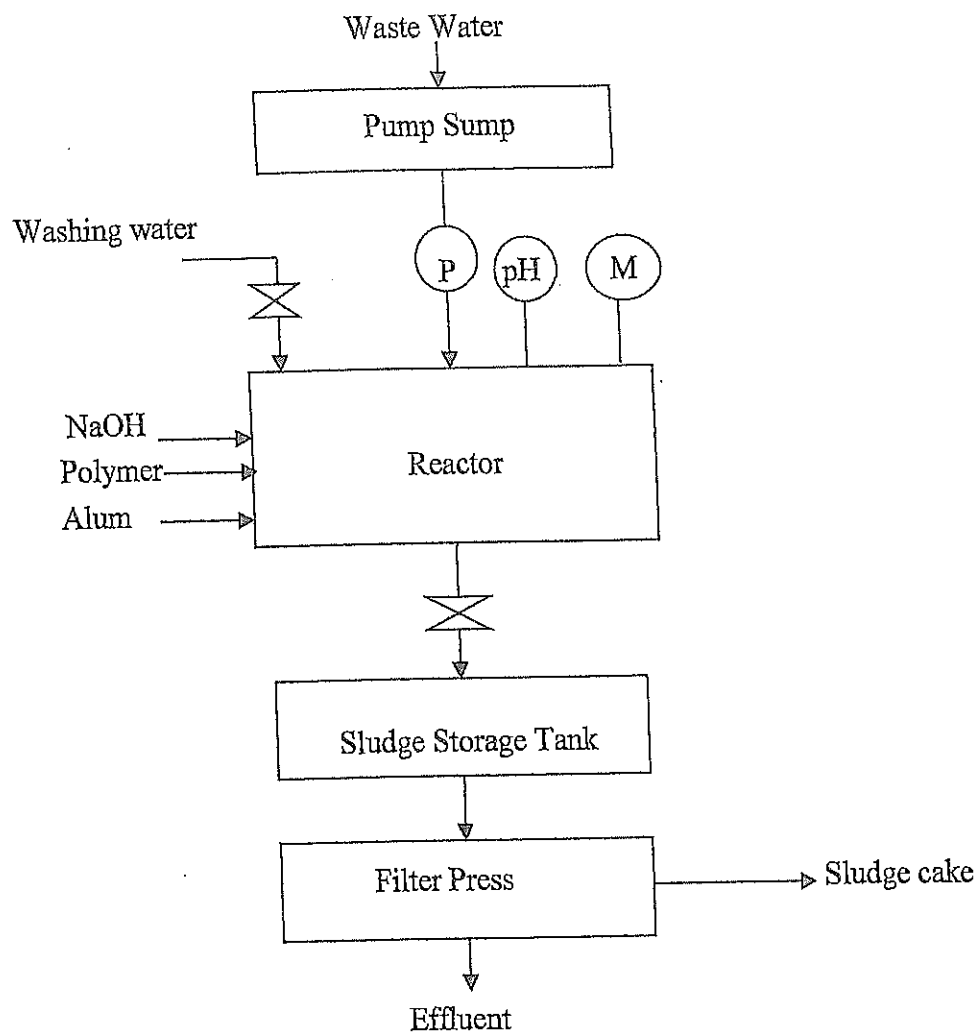 Waste Water
Pump Sump
Washing water
P
pH
M
NaOH
Polymer
Alum
Reactor
Sludge Storage Tank
Filter Press
Sludge cake
Effluent